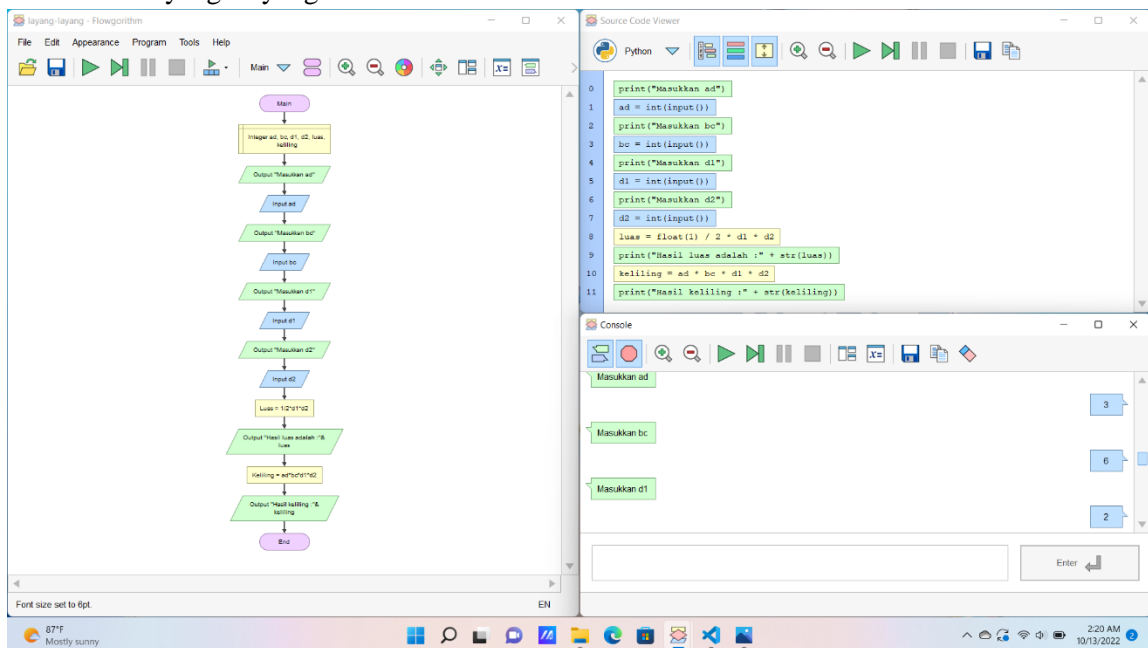 layang-layang - Flowgorithm
File Edit Appearance Program Tools Help
Main
Main
Integer ad, bc, d1, d2, luas,
keliling
Output "Masukkan ad"
Input ad
Output "Masukkan bc"
Input bc
Output "Masukkan d1"
Input d1
Output "Masukkan d2"
Input d2
Luas = 1/2*d1*d2
Output "Hasil luas adalah :"&
luas
Keliling = ad*bc*d1*d2
Output "Hasil keliling :"&
keliling
End
Font size set to 6pt.
EN
Source Code Viewer
Python
0 print("Masukkan ad")
1 ad = int(input())
2 print("Masukkan bc")
3 bc = int(input())
4 print("Masukkan d1")
5 d1 = int(input())
6 print("Masukkan d2")
7 d2 = int(input())
8 luas = float(1) / 2 * d1 * d2
9 print("Hasil luas adalah :" + str(luas))
10 keliling = ad * bc * d1 * d2
11 print("Hasil keliling :" + str(keliling))
Console
Masukkan ad
3
Masukkan bc
6
Masukkan d1
2
Enter
87°F
Mostly sunny
2:20 AM
10/13/2022
2